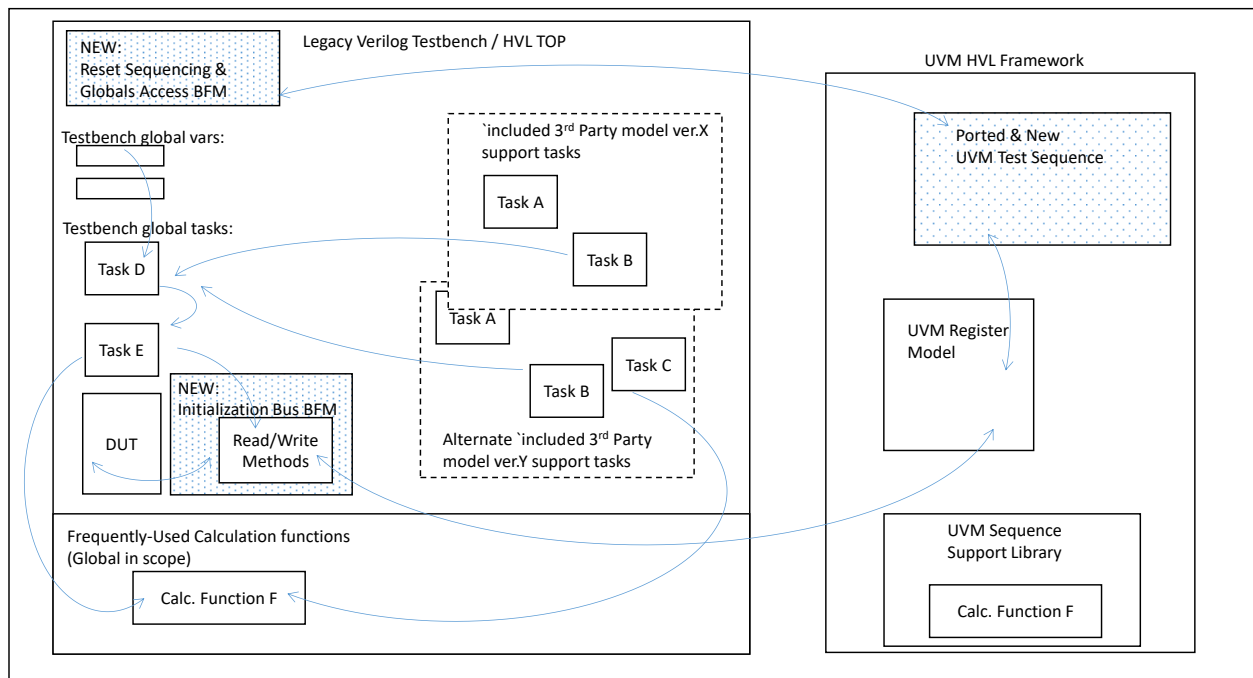 Legacy Verilog Testbench / HVL TOP
NEW:
Reset Sequencing &
Globals Access BFM
Testbench global vars:
Testbench global tasks:
Task D
Task E
DUT
NEW:
Initialization Bus BFM
Read/Write
Methods
`included 3rd Party model ver.X
support tasks
Task A
Task B
Task A
Task C
Task B
Alternate `included 3rd Party
model ver.Y support tasks
Frequently-Used Calculation functions
(Global in scope)
Calc. Function F
UVM HVL Framework
Ported & New
UVM Test Sequence
UVM Register
Model
UVM Sequence
Support Library
Calc. Function F